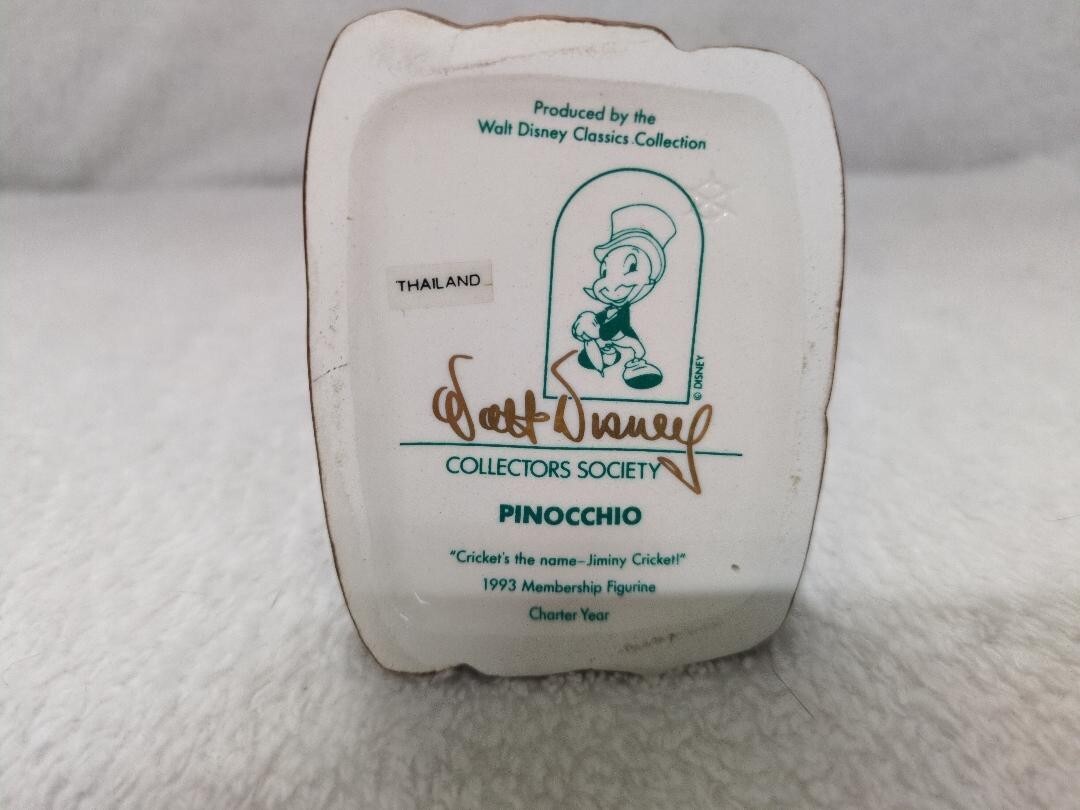 Produced by the
Walt Disney Classics Collection
THAILAND
© DISNEY
Walt Disney
COLLECTORS SOCIETY
PINOCCHIO
"Cricket's the name–Jiminy Cricket!"
1993 Membership Figurine
Charter Year